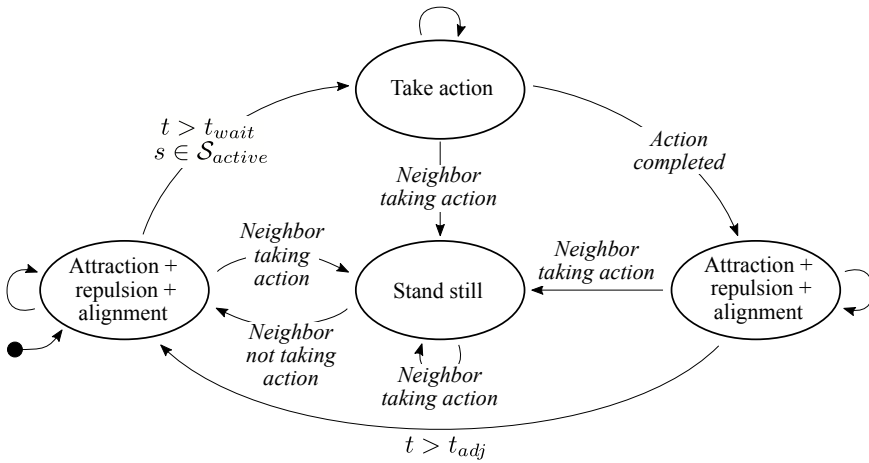 Take action
t > t_wait
s ∈ S_active
Action
completed
Neighbor
taking action
Neighbor
taking
action
Neighbor
taking action
Attraction +
repulsion +
alignment
Stand still
Attraction +
repulsion +
alignment
Neighbor
not taking
action
Neighbor
taking action
t > t_adj